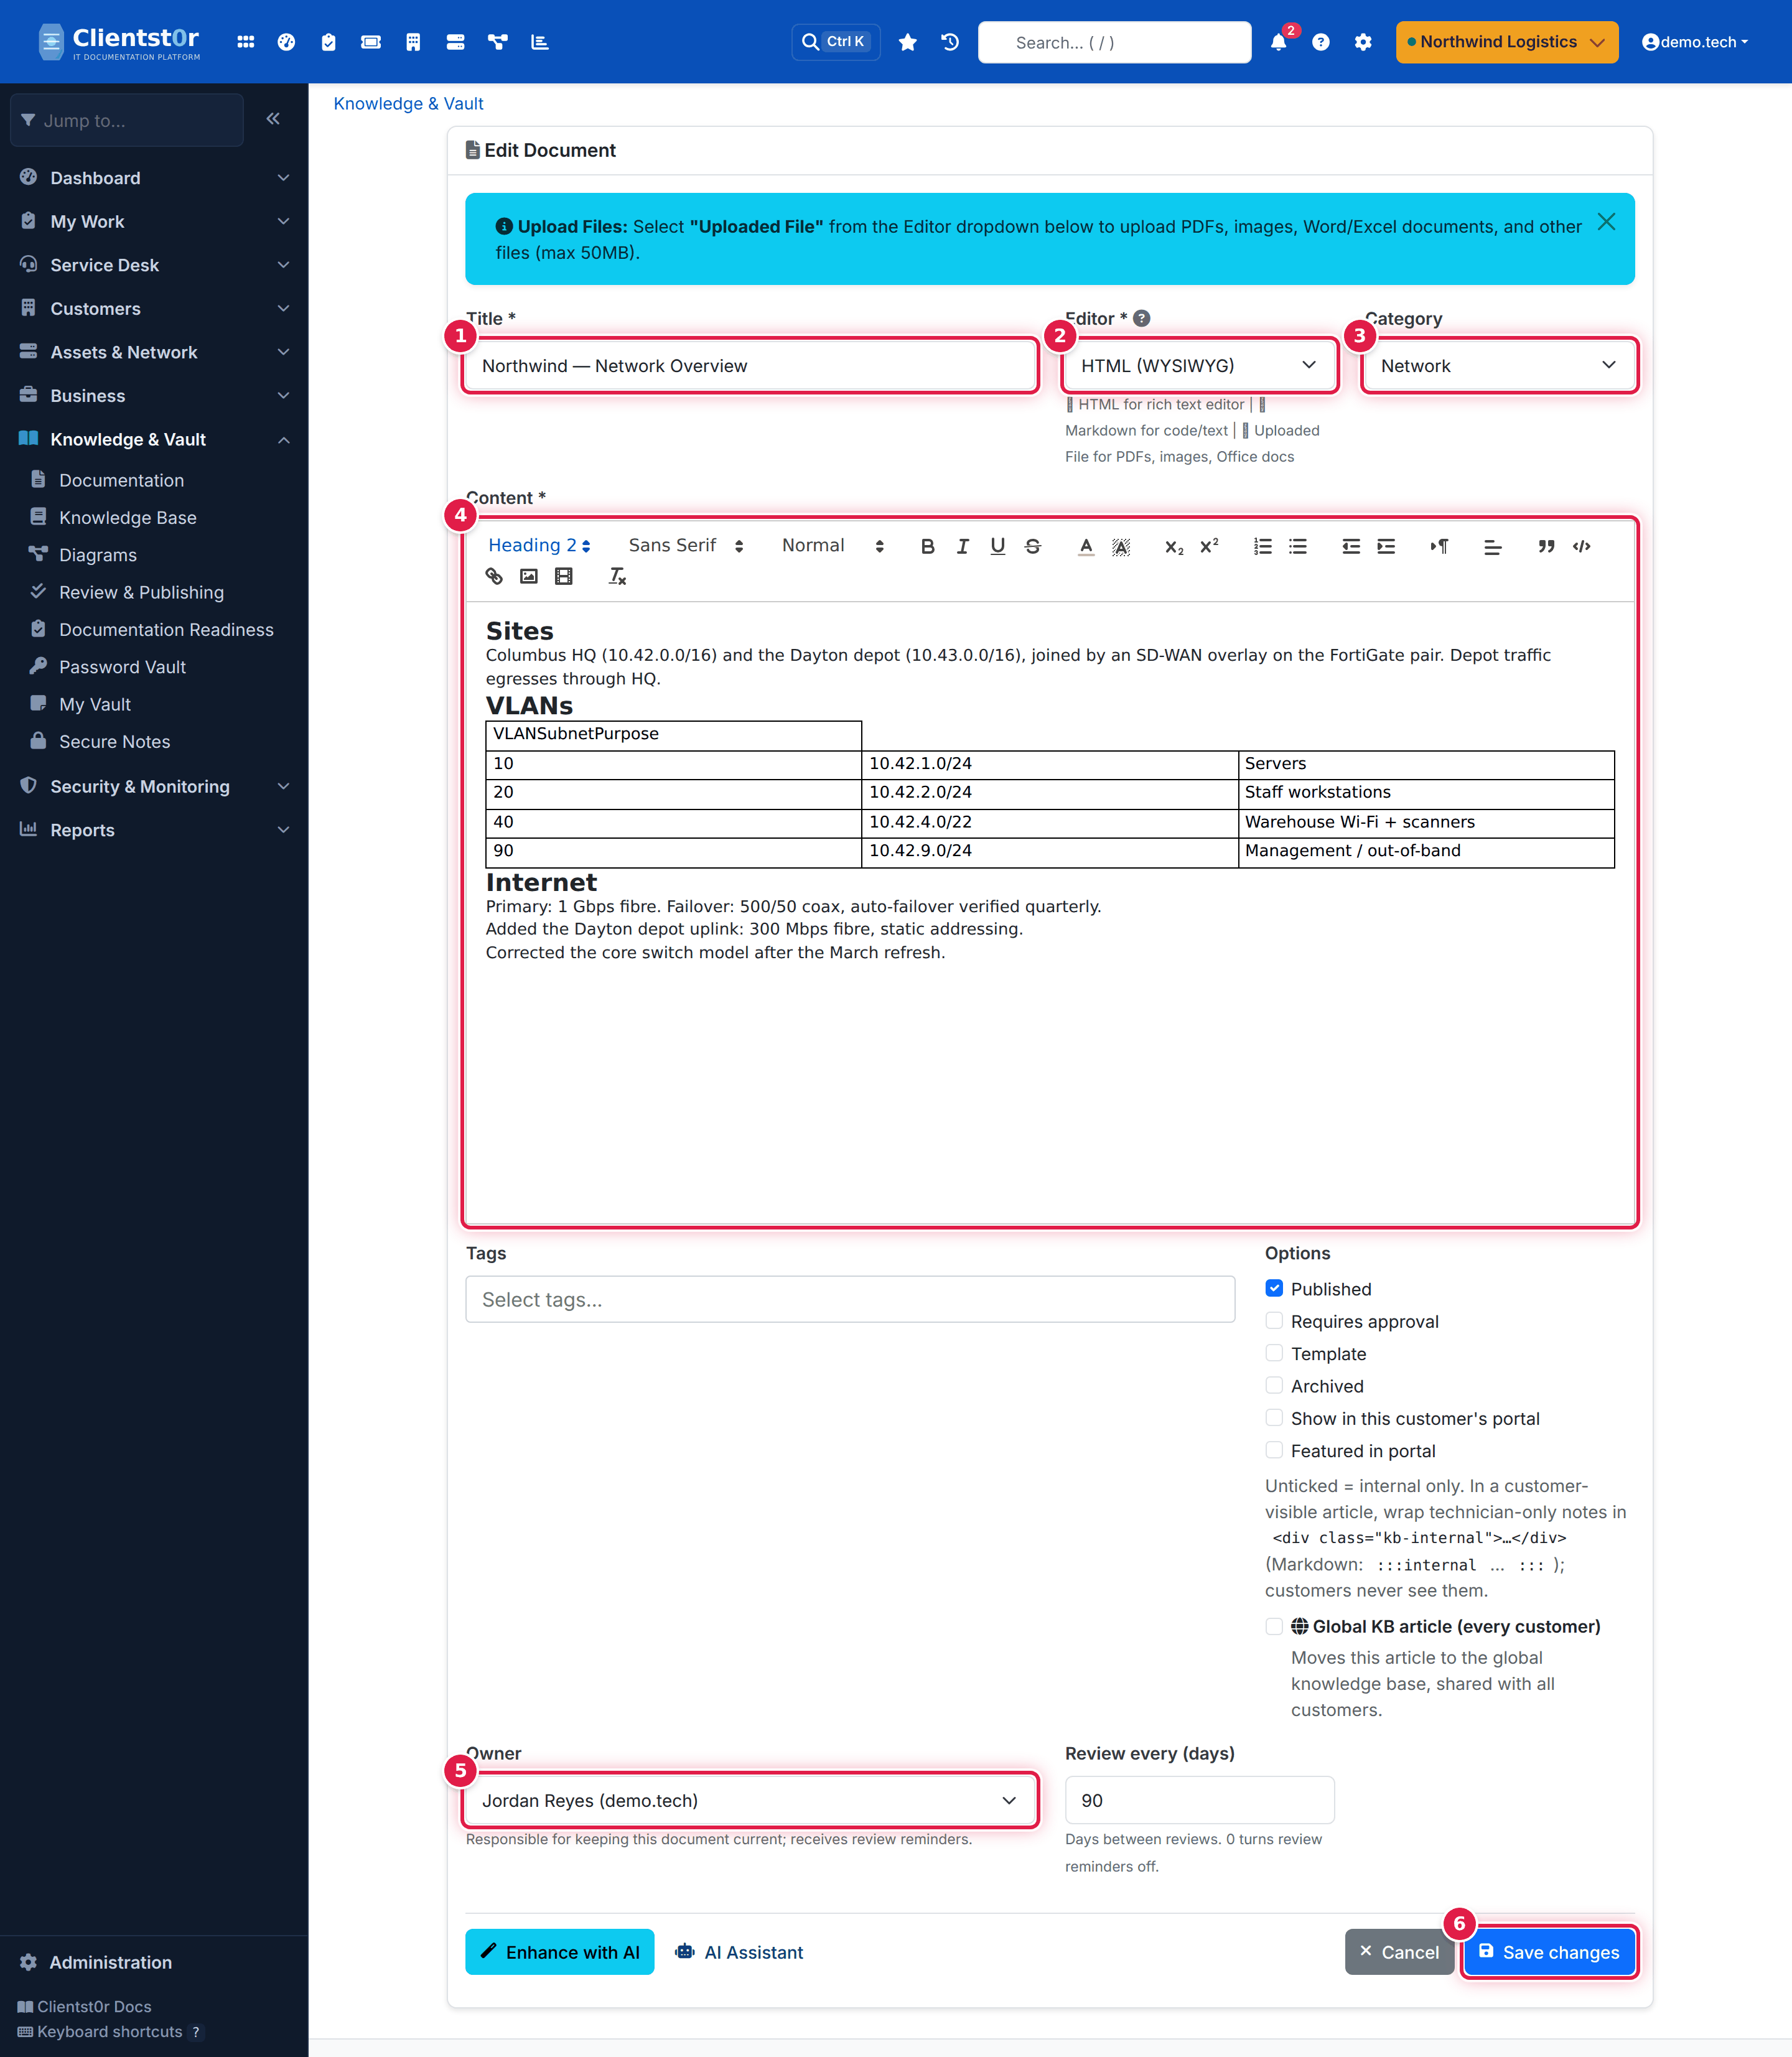 Clientst0r
IT DOCUMENTATION PLATFORM
Ctrl K
Search... ( / )
2
Northwind Logistics
demo.tech
Jump to...
Dashboard
My Work
Service Desk
Customers
Assets & Network
Business
Knowledge & Vault
Documentation
Knowledge Base
Diagrams
Review & Publishing
Documentation Readiness
Password Vault
My Vault
Secure Notes
Security & Monitoring
Reports
Administration
Clientst0r Docs
Keyboard shortcuts ?
Knowledge & Vault
Edit Document
Upload Files: Select "Uploaded File" from the Editor dropdown below to upload PDFs, images, Word/Excel documents, and other
files (max 50MB).
Title *
1
Northwind — Network Overview
Editor * ?
2
HTML (WYSIWYG)
HTML for rich text editor |
Markdown for code/text | Uploaded
File for PDFs, images, Office docs
Category
3
Network
Content *
4
Heading 2 Sans Serif Normal
Sites
Columbus HQ (10.42.0.0/16) and the Dayton depot (10.43.0.0/16), joined by an SD-WAN overlay on the FortiGate pair. Depot traffic
egresses through HQ.
VLANs
VLANSubnetPurpose
10 10.42.1.0/24 Servers
20 10.42.2.0/24 Staff workstations
40 10.42.4.0/22 Warehouse Wi-Fi + scanners
90 10.42.9.0/24 Management / out-of-band
Internet
Primary: 1 Gbps fibre. Failover: 500/50 coax, auto-failover verified quarterly.
Added the Dayton depot uplink: 300 Mbps fibre, static addressing.
Corrected the core switch model after the March refresh.
Tags
Select tags...
Options
Published
Requires approval
Template
Archived
Show in this customer's portal
Featured in portal
Unticked = internal only. In a customer-
visible article, wrap technician-only notes in
<div class="kb-internal">…</div>
(Markdown: :::internal … ::: );
customers never see them.
Global KB article (every customer)
Moves this article to the global
knowledge base, shared with all
customers.
Owner
5
Jordan Reyes (demo.tech)
Responsible for keeping this document current; receives review reminders.
Review every (days)
90
Days between reviews. 0 turns review
reminders off.
Enhance with AI
AI Assistant
Cancel
6
Save changes